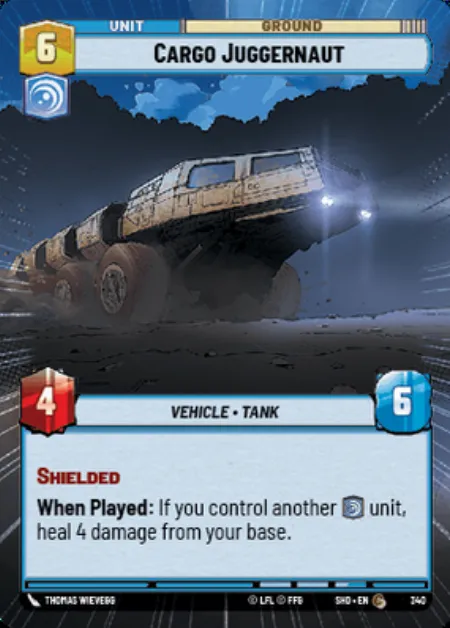 UNIT
GROUND
6
CARGO JUGGERNAUT
4
VEHICLE • TANK
6
SHIELDED
When Played: If you control another unit,
heal 4 damage from your base.
THOMAS WIEVEGG
© LFL © FFG
SHD • EN
340